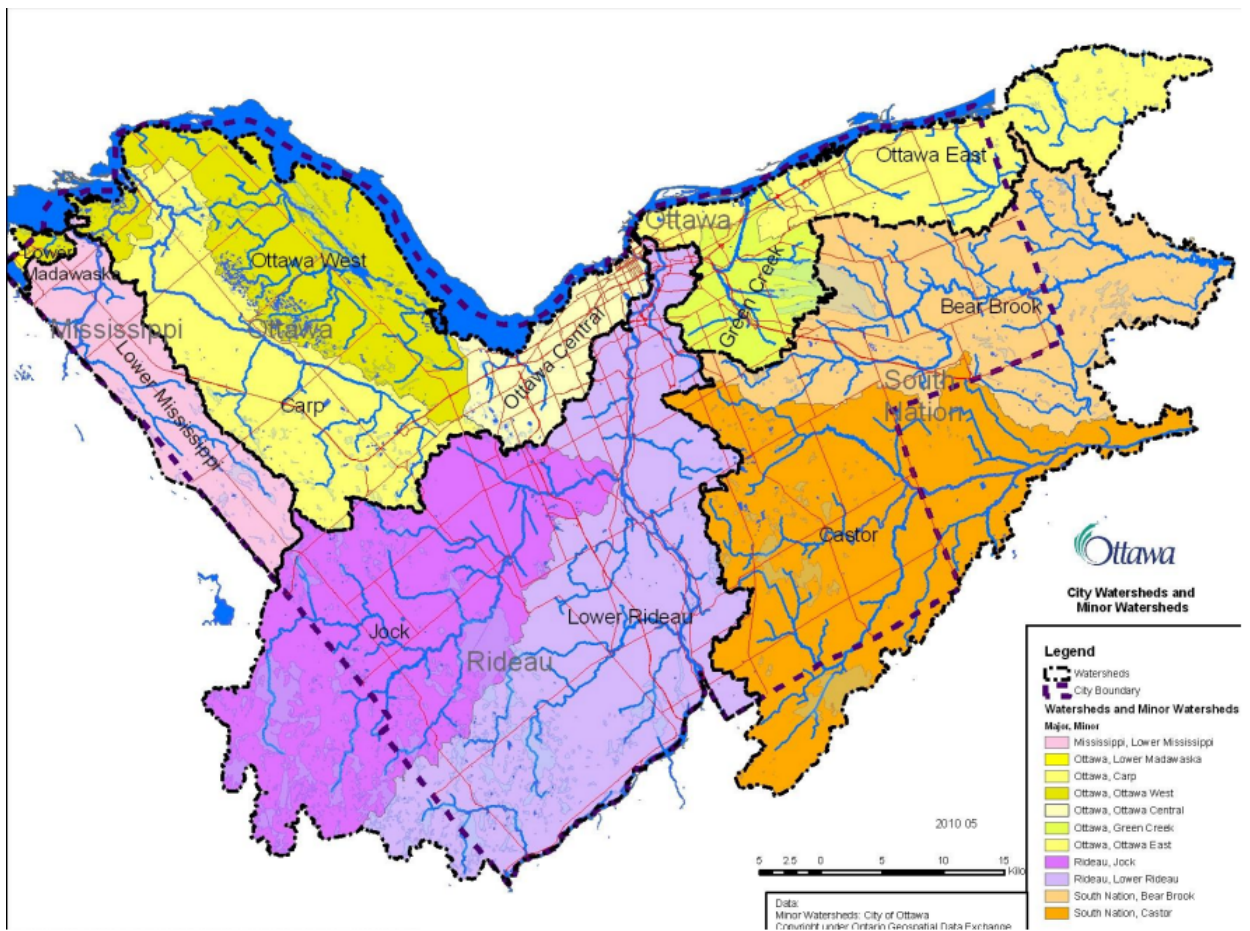 Ottawa East
Ottawa
Lower
Madawaska
Ottawa West
Green Creek
Bear Brook
Mississippi
Ottawa
Ottawa Central
Lower Mississippi
Carp
South
Nation
Castor
Lower Rideau
Jock
Rideau
Ottawa
City Watersheds and
Minor Watersheds
Legend
Watersheds
City Boundary
Watersheds and Minor Watersheds
Major, Minor
Mississippi, Lower Mississippi
Ottawa, Lower Madawaska
Ottawa, Carp
Ottawa, Ottawa West
Ottawa, Ottawa Central
Ottawa, Green Creek
Ottawa, Ottawa East
Rideau, Jock
Rideau, Lower Rideau
South Nation, Bear Brook
South Nation, Castor
2010 05
5 2.5 0 5 10 15
Kilo
Data:
Minor Watersheds: City of Ottawa
Copyright under Ontario Geospatial Data Exchange